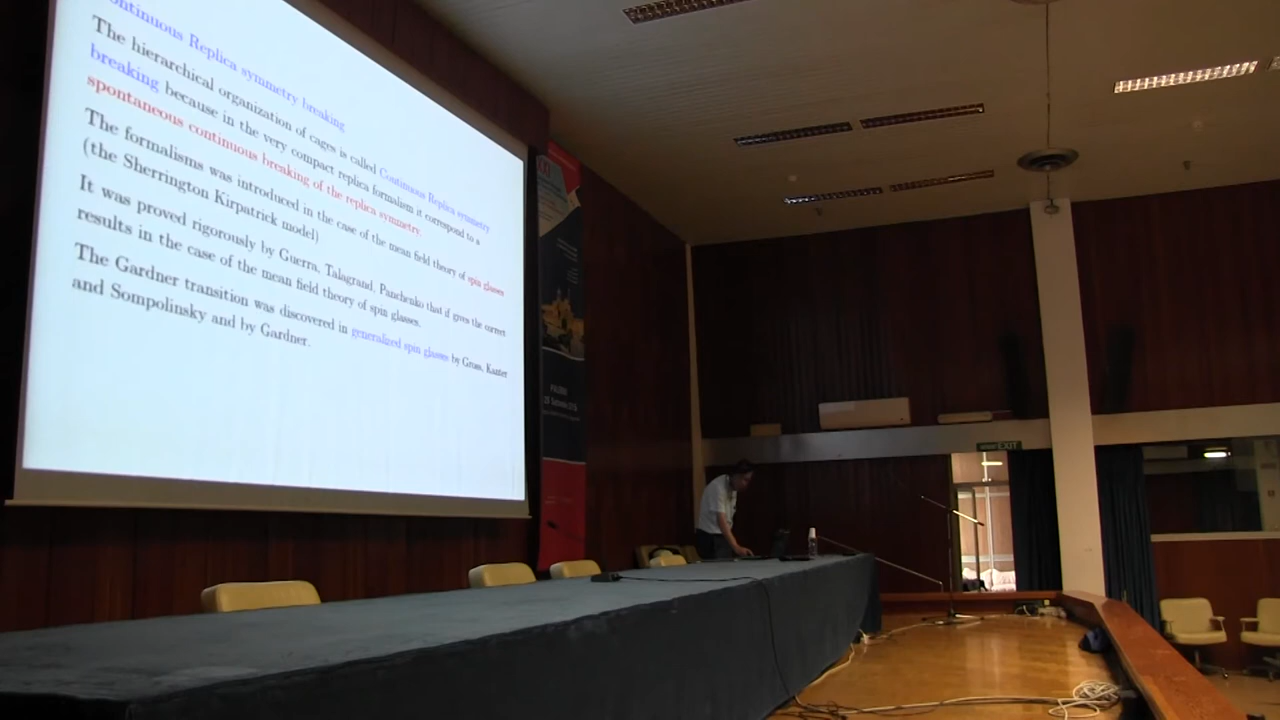 ontinuous Replica symmetry breaking
The hierarchical organization of cages is called Continuous Replica symmetry
breaking because in the very compact replica formalism it correspond to a
spontaneous continuous breaking of the replica symmetry.
The formalisms was introduced in the case of the mean field theory of spin glasses
(the Sherrington Kirpatrick model)
It was proved rigorously by Guerra, Talagrand, Panchenko that if gives the correct
results in the case of the mean field theory of spin glasses.
The Gardner transition was discovered in generalized spin glasses by Gross, Kanter
and Sompolinsky and by Gardner.
EXIT